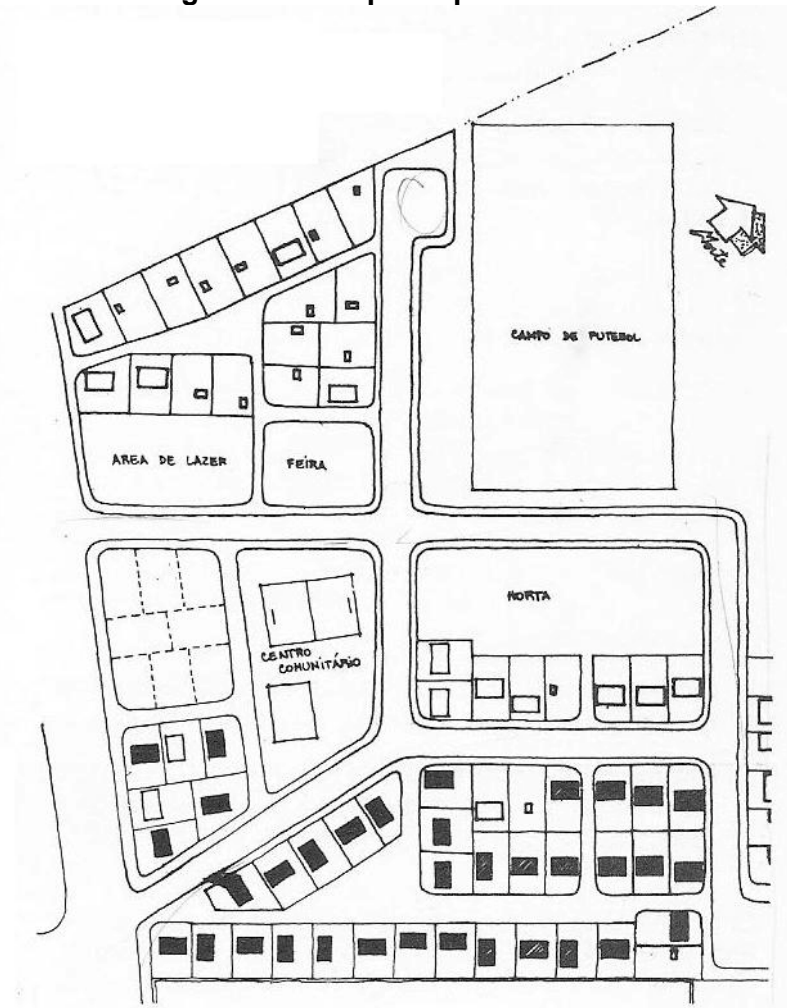 Norte
CAMPO DE FUTEBOL
AREA DE LAZER
FEIRA
HORTA
CENTRO
COMUNITÁRIO